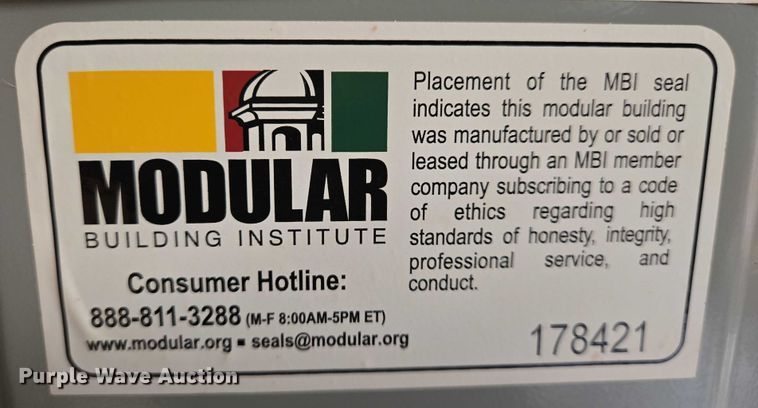 MODULAR
BUILDING INSTITUTE
Consumer Hotline:
888-811-3288 (M-F 8:00AM-5PM ET)
www.modular.org ▪ seals@modular.org
Placement of the MBI seal
indicates this modular building
was manufactured by or sold or
leased through an MBI member
company subscribing to a code
of ethics regarding high
standards of honesty, integrity,
professional service, and
conduct.
178421
Purple Wave Auction